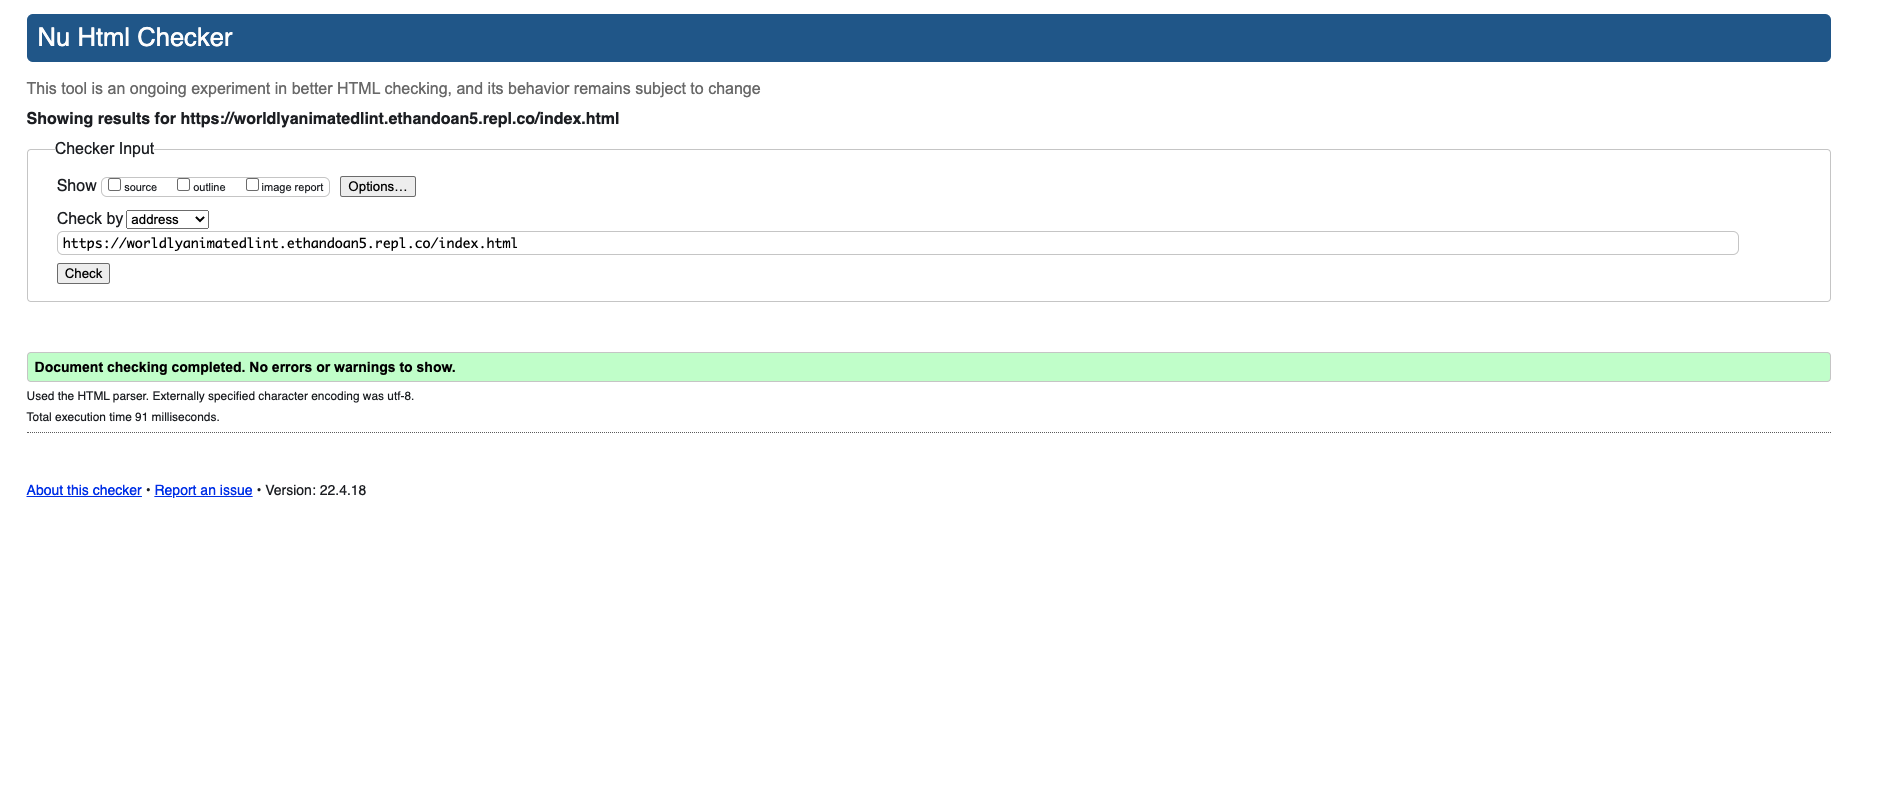 Nu Html Checker
This tool is an ongoing experiment in better HTML checking, and its behavior remains subject to change
Showing results for https://worldlyanimatedlint.ethandoan5.repl.co/index.html
Checker Input
Show source outline image report Options...
Check by address
https://worldlyanimatedlint.ethandoan5.repl.co/index.html
Check
Document checking completed. No errors or warnings to show.
Used the HTML parser. Externally specified character encoding was utf-8.
Total execution time 91 milliseconds.
About this checker • Report an issue • Version: 22.4.18